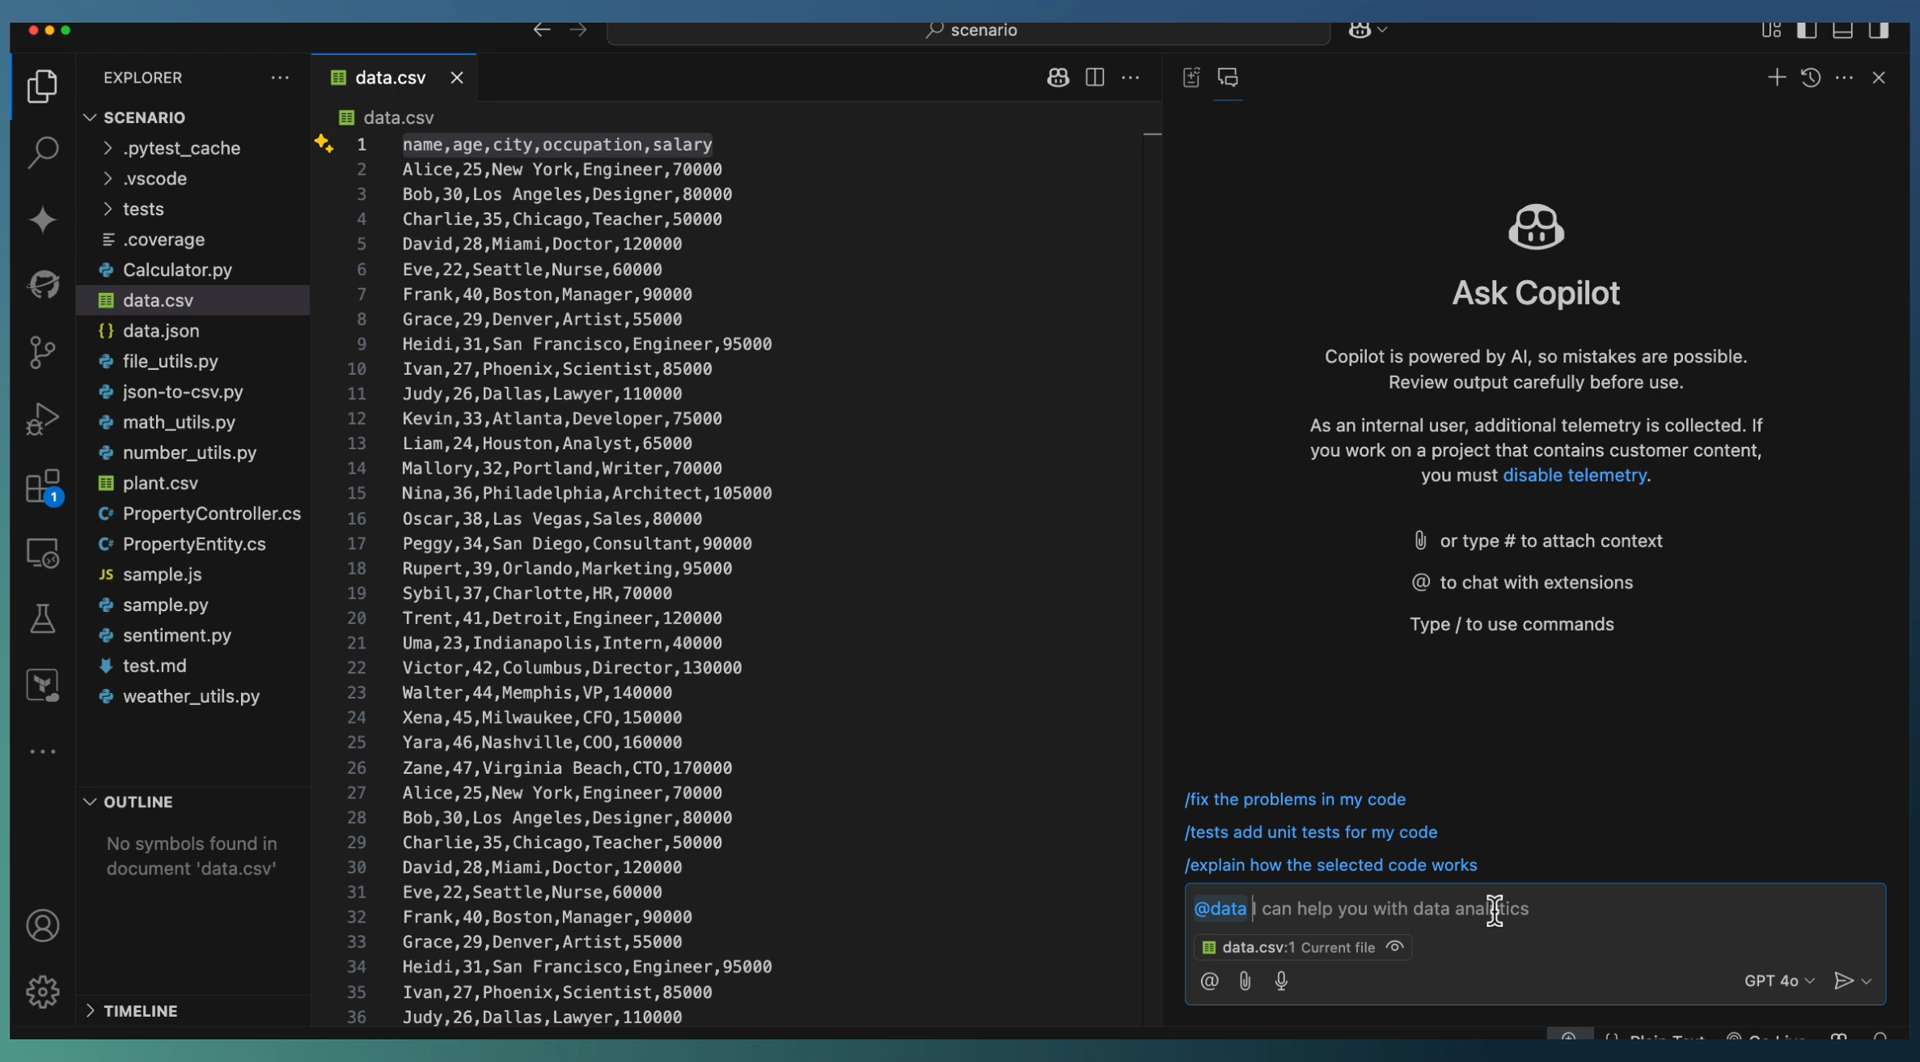 scenario
EXPLORER
SCENARIO
.pytest_cache
.vscode
tests
.coverage
Calculator.py
data.csv
data.json
file_utils.py
json-to-csv.py
math_utils.py
number_utils.py
plant.csv
PropertyController.cs
PropertyEntity.cs
JS sample.js
sample.py
sentiment.py
test.md
weather_utils.py
1
OUTLINE
No symbols found in
document 'data.csv'
TIMELINE
data.csv
data.csv
1 name,age,city,occupation,salary
2 Alice,25,New York,Engineer,70000
3 Bob,30,Los Angeles,Designer,80000
4 Charlie,35,Chicago,Teacher,50000
5 David,28,Miami,Doctor,120000
6 Eve,22,Seattle,Nurse,60000
7 Frank,40,Boston,Manager,90000
8 Grace,29,Denver,Artist,55000
9 Heidi,31,San Francisco,Engineer,95000
10 Ivan,27,Phoenix,Scientist,85000
11 Judy,26,Dallas,Lawyer,110000
12 Kevin,33,Atlanta,Developer,75000
13 Liam,24,Houston,Analyst,65000
14 Mallory,32,Portland,Writer,70000
15 Nina,36,Philadelphia,Architect,105000
16 Oscar,38,Las Vegas,Sales,80000
17 Peggy,34,San Diego,Consultant,90000
18 Rupert,39,Orlando,Marketing,95000
19 Sybil,37,Charlotte,HR,70000
20 Trent,41,Detroit,Engineer,120000
21 Uma,23,Indianapolis,Intern,40000
22 Victor,42,Columbus,Director,130000
23 Walter,44,Memphis,VP,140000
24 Xena,45,Milwaukee,CFO,150000
25 Yara,46,Nashville,COO,160000
26 Zane,47,Virginia Beach,CTO,170000
27 Alice,25,New York,Engineer,70000
28 Bob,30,Los Angeles,Designer,80000
29 Charlie,35,Chicago,Teacher,50000
30 David,28,Miami,Doctor,120000
31 Eve,22,Seattle,Nurse,60000
32 Frank,40,Boston,Manager,90000
33 Grace,29,Denver,Artist,55000
34 Heidi,31,San Francisco,Engineer,95000
35 Ivan,27,Phoenix,Scientist,85000
36 Judy,26,Dallas,Lawyer,110000
Ask Copilot
Copilot is powered by AI, so mistakes are possible.
Review output carefully before use.
As an internal user, additional telemetry is collected. If
you work on a project that contains customer content,
you must disable telemetry.
or type # to attach context
@ to chat with extensions
Type / to use commands
/fix the problems in my code
/tests add unit tests for my code
/explain how the selected code works
@data I can help you with data analytics
data.csv:1 Current file
GPT 4o
Plain Text
Go Live